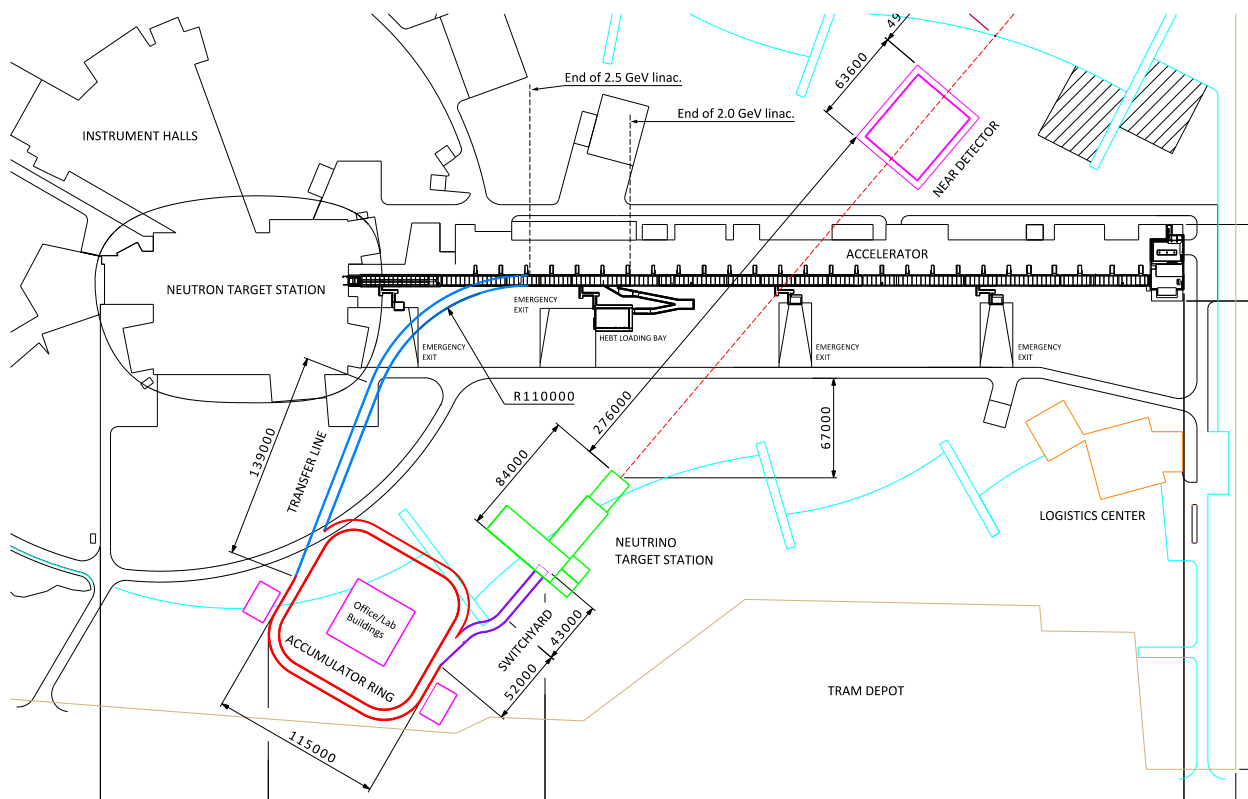 49
63600
End of 2.5 GeV linac.
End of 2.0 GeV linac.
INSTRUMENT HALLS
NEAR DETECTOR
ACCELERATOR
NEUTRON TARGET STATION
EMERGENCY
EXIT
HEBT LOADING BAY
EMERGENCY
EXIT
EMERGENCY
EXIT
EMERGENCY
EXIT
R110000
276000
67000
139000
TRANSFER LINE
84000
LOGISTICS CENTER
NEUTRINO
TARGET STATION
Office/Lab
Buildings
SWITCHYARD
43000
52000
ACCUMULATOR RING
TRAM DEPOT
115000